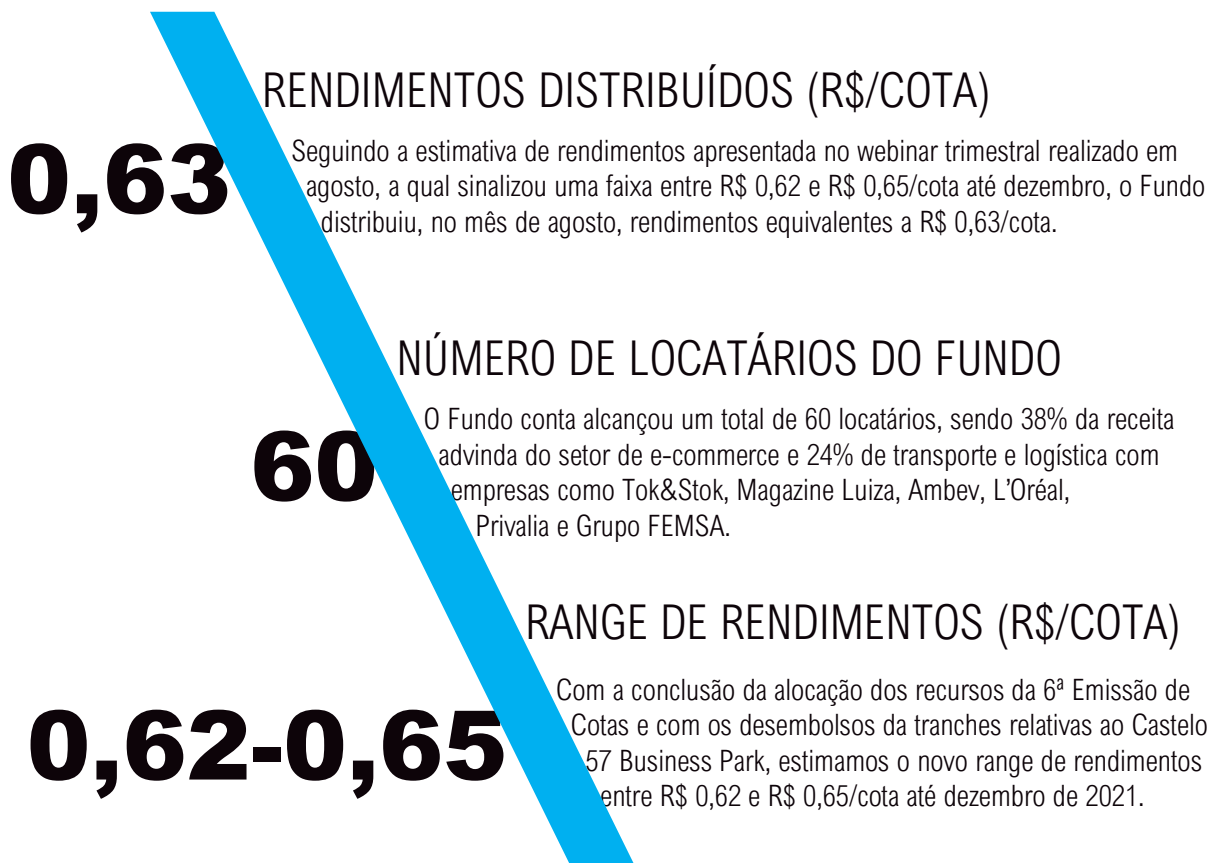 RENDIMENTOS DISTRIBUÍDOS (R$/COTA)
0,63
Seguindo a estimativa de rendimentos apresentada no webinar trimestral realizado em
agosto, a qual sinalizou uma faixa entre R$ 0,62 e R$ 0,65/cota até dezembro, o Fundo
distribuiu, no mês de agosto, rendimentos equivalentes a R$ 0,63/cota.
NÚMERO DE LOCATÁRIOS DO FUNDO
60
O Fundo conta alcançou um total de 60 locatários, sendo 38% da receita
advinda do setor de e-commerce e 24% de transporte e logística com
empresas como Tok&Stok, Magazine Luiza, Ambev, L’Oréal,
Privalia e Grupo FEMSA.
RANGE DE RENDIMENTOS (R$/COTA)
0,62-0,65
Com a conclusão da alocação dos recursos da 6ª Emissão de
Cotas e com os desembolsos da tranches relativas ao Castelo
57 Business Park, estimamos o novo range de rendimentos
entre R$ 0,62 e R$ 0,65/cota até dezembro de 2021.